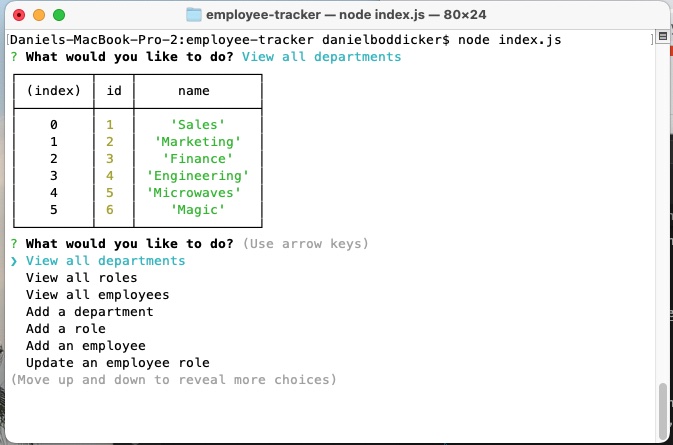 employee-tracker — node index.js — 80×24
[Daniels-MacBook-Pro-2:employee-tracker danielboddicker$ node index.js ]
? What would you like to do? View all departments
(index) id name
0 1 'Sales'
1 2 'Marketing'
2 3 'Finance'
3 4 'Engineering'
4 5 'Microwaves'
5 6 'Magic'
? What would you like to do? (Use arrow keys)
❯ View all departments
View all roles
View all employees
Add a department
Add a role
Add an employee
Update an employee role
(Move up and down to reveal more choices)